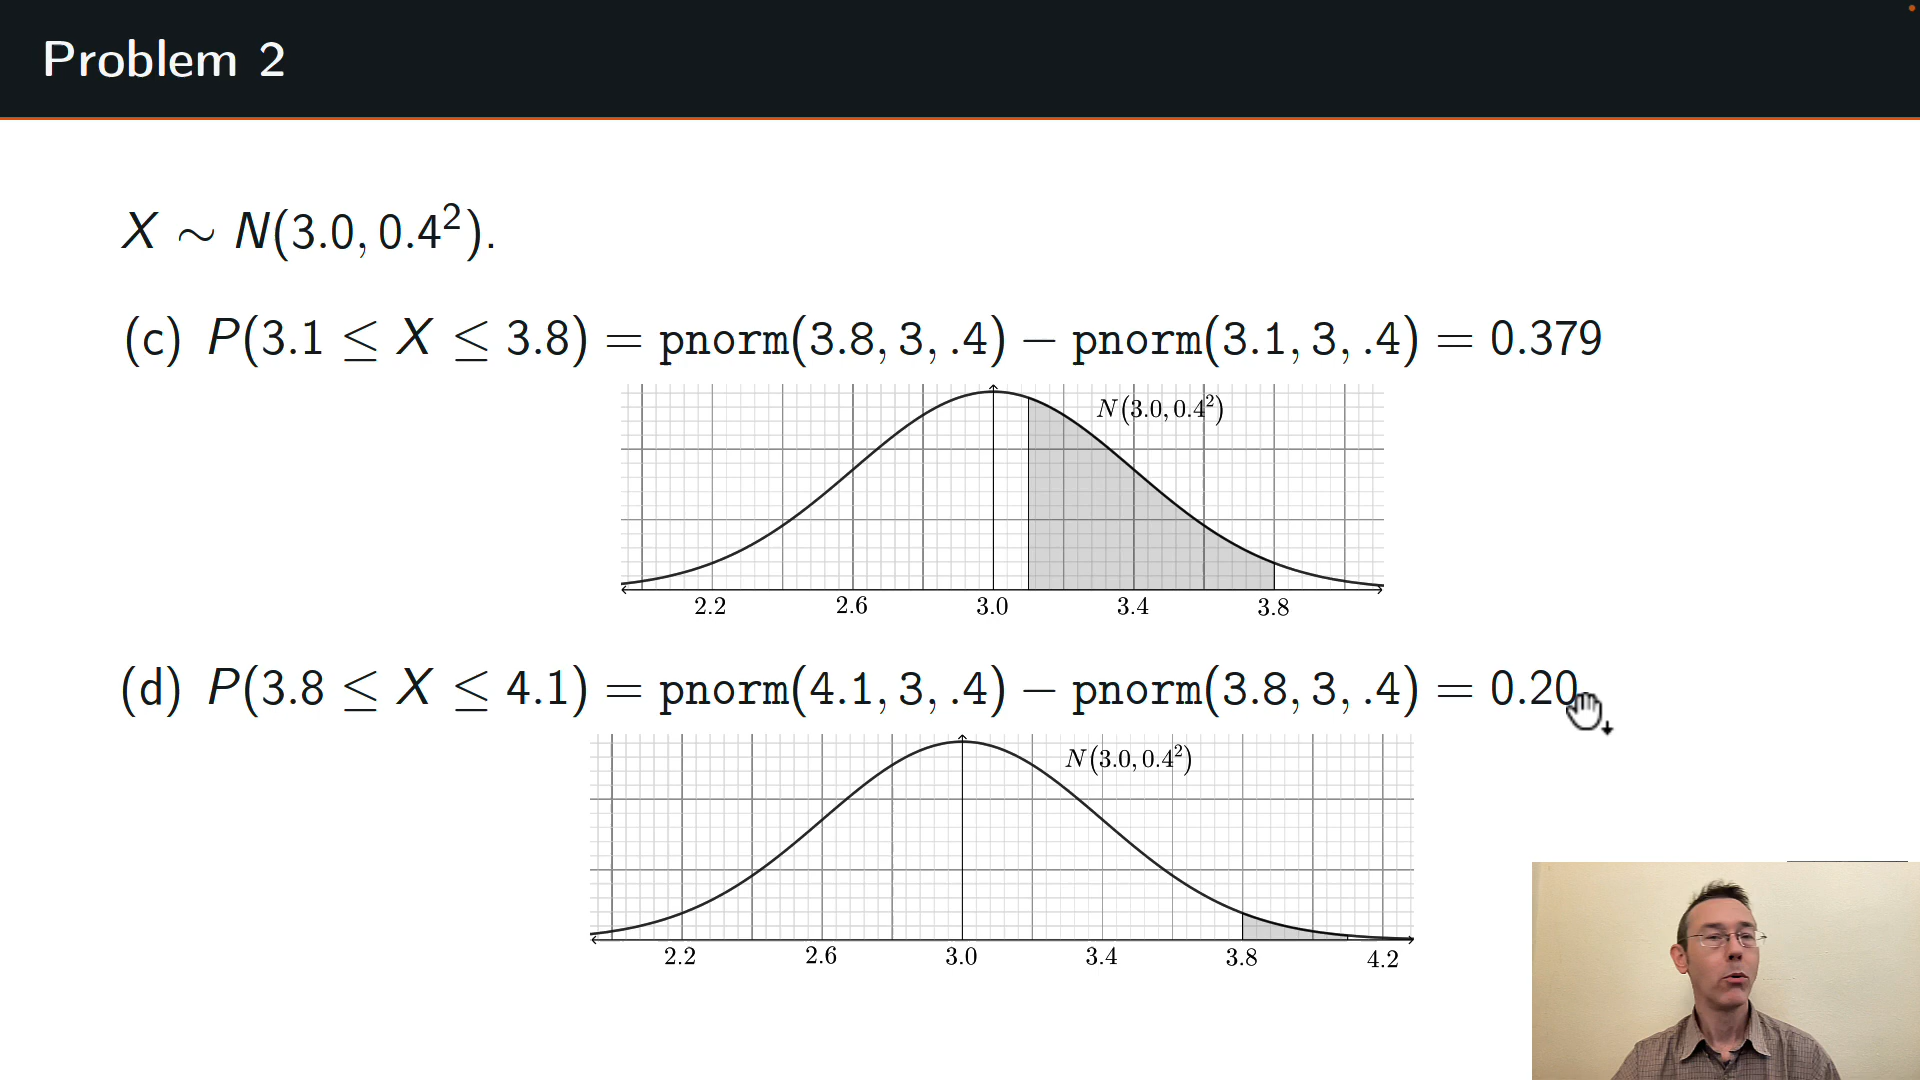 Problem 2
X ∼ N(3.0, 0.4²).
(c) P(3.1 ≤ X ≤ 3.8) = pnorm(3.8, 3, .4) − pnorm(3.1, 3, .4) = 0.379
N(3.0, 0.4²)
2.2 2.6 3.0 3.4 3.8
(d) P(3.8 ≤ X ≤ 4.1) = pnorm(4.1, 3, .4) − pnorm(3.8, 3, .4) = 0.20
N(3.0, 0.4²)
2.2 2.6 3.0 3.4 3.8 4.2